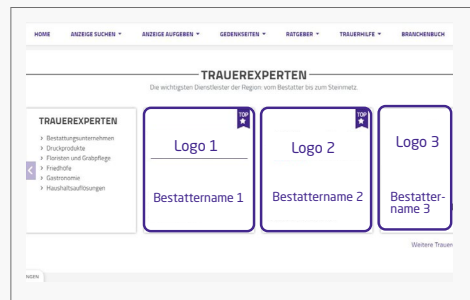 HOME ANZEIGE SUCHEN ANZEIGE AUFGEBEN GEDENKSEITEN RATGEBER TRAUERHILFE BRANCHENBUCH
TRAUEREXPERTEN
Die wichtigsten Dienstleister der Region: vom Bestatter bis zum Steinmetz.
TRAUEREXPERTEN
> Bestattungsunternehmen
> Druckprodukte
> Floristen und Grabpflege
> Friedhöfe
> Gastronomie
> Haushaltsauflösungen
TOP
Logo 1
Bestattername 1
TOP
Logo 2
Bestattername 2
Logo 3
Bestatter-
name 3
Weitere Trauer